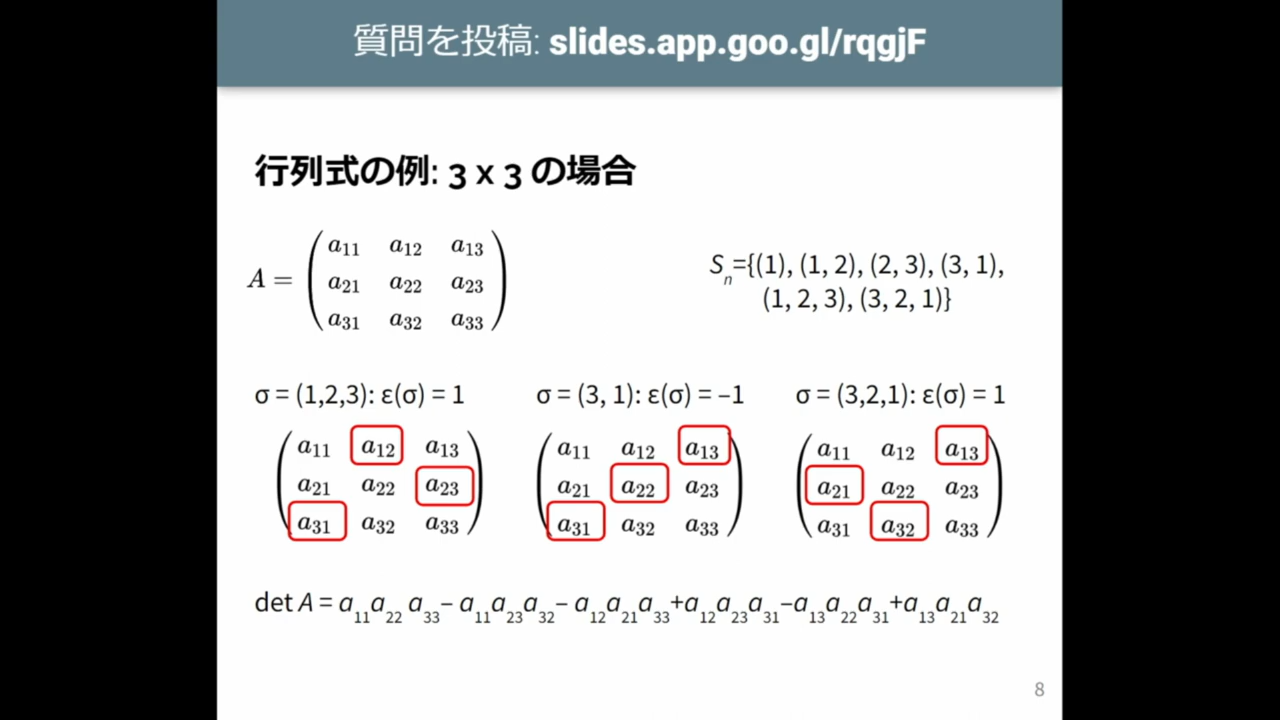 質問を投稿: slides.app.goo.gl/rqgjF
行列式の例: 3 x 3 の場合
A = ( a11 a12 a13
a21 a22 a23
a31 a32 a33 )
Sn={(1), (1, 2), (2, 3), (3, 1),
(1, 2, 3), (3, 2, 1)}
σ = (1,2,3): ε(σ) = 1
a11 a12 a13
a21 a22 a23
a31 a32 a33
σ = (3, 1): ε(σ) = –1
a11 a12 a13
a21 a22 a23
a31 a32 a33
σ = (3,2,1): ε(σ) = 1
a11 a12 a13
a21 a22 a23
a31 a32 a33
det A = a11a22 a33– a11a23a32– a12a21a33+a12a23a31–a13a22a31+a13a21a32
8